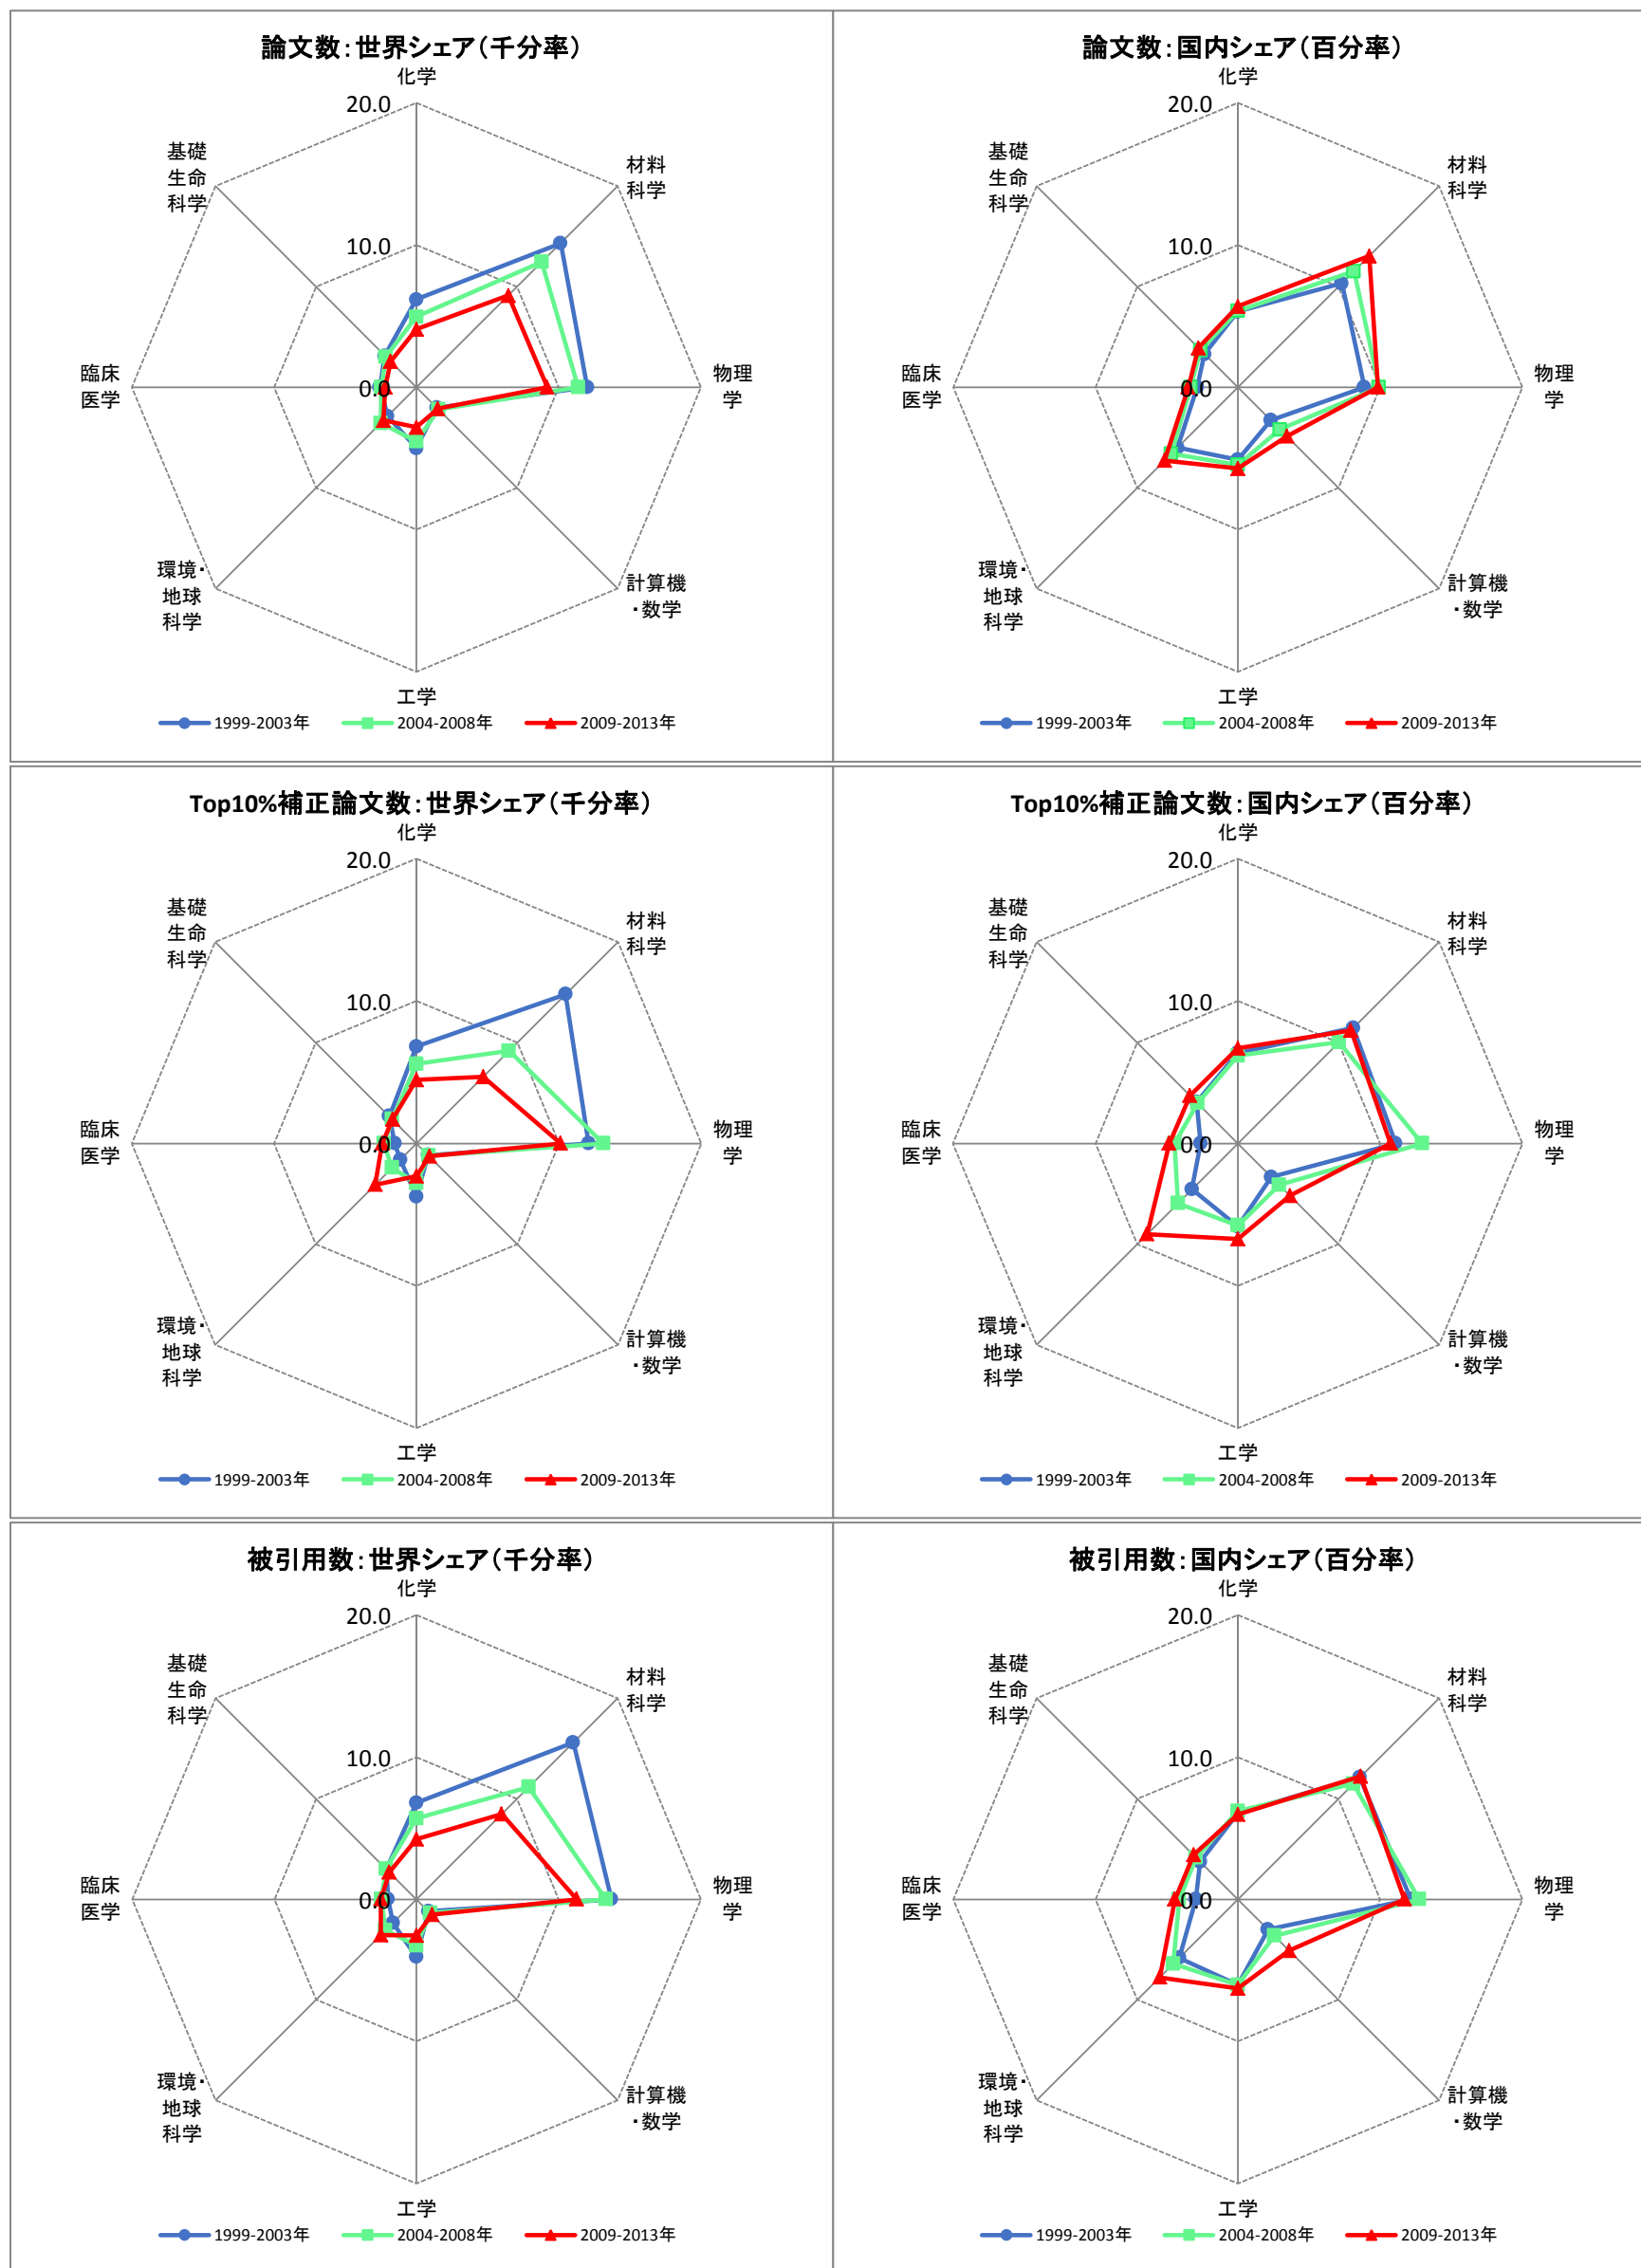 論文数：世界シェア（千分率）
化学
20.0
10.0
0.0
材料
科学
物理
学
計算機
・数学
工学
環境・
地球
科学
臨床
医学
基礎
生命
科学
1999-2003年 2004-2008年 2009-2013年
論文数：国内シェア（百分率）
化学
20.0
10.0
0.0
材料
科学
物理
学
計算機
・数学
工学
環境・
地球
科学
臨床
医学
基礎
生命
科学
1999-2003年 2004-2008年 2009-2013年
Top10%補正論文数：世界シェア（千分率）
化学
20.0
10.0
0.0
材料
科学
物理
学
計算機
・数学
工学
環境・
地球
科学
臨床
医学
基礎
生命
科学
1999-2003年 2004-2008年 2009-2013年
Top10%補正論文数：国内シェア（百分率）
化学
20.0
10.0
0.0
材料
科学
物理
学
計算機
・数学
工学
環境・
地球
科学
臨床
医学
基礎
生命
科学
1999-2003年 2004-2008年 2009-2013年
被引用数：世界シェア（千分率）
化学
20.0
10.0
0.0
材料
科学
物理
学
計算機
・数学
工学
環境・
地球
科学
臨床
医学
基礎
生命
科学
1999-2003年 2004-2008年 2009-2013年
被引用数：国内シェア（百分率）
化学
20.0
10.0
0.0
材料
科学
物理
学
計算機
・数学
工学
環境・
地球
科学
臨床
医学
基礎
生命
科学
1999-2003年 2004-2008年 2009-2013年